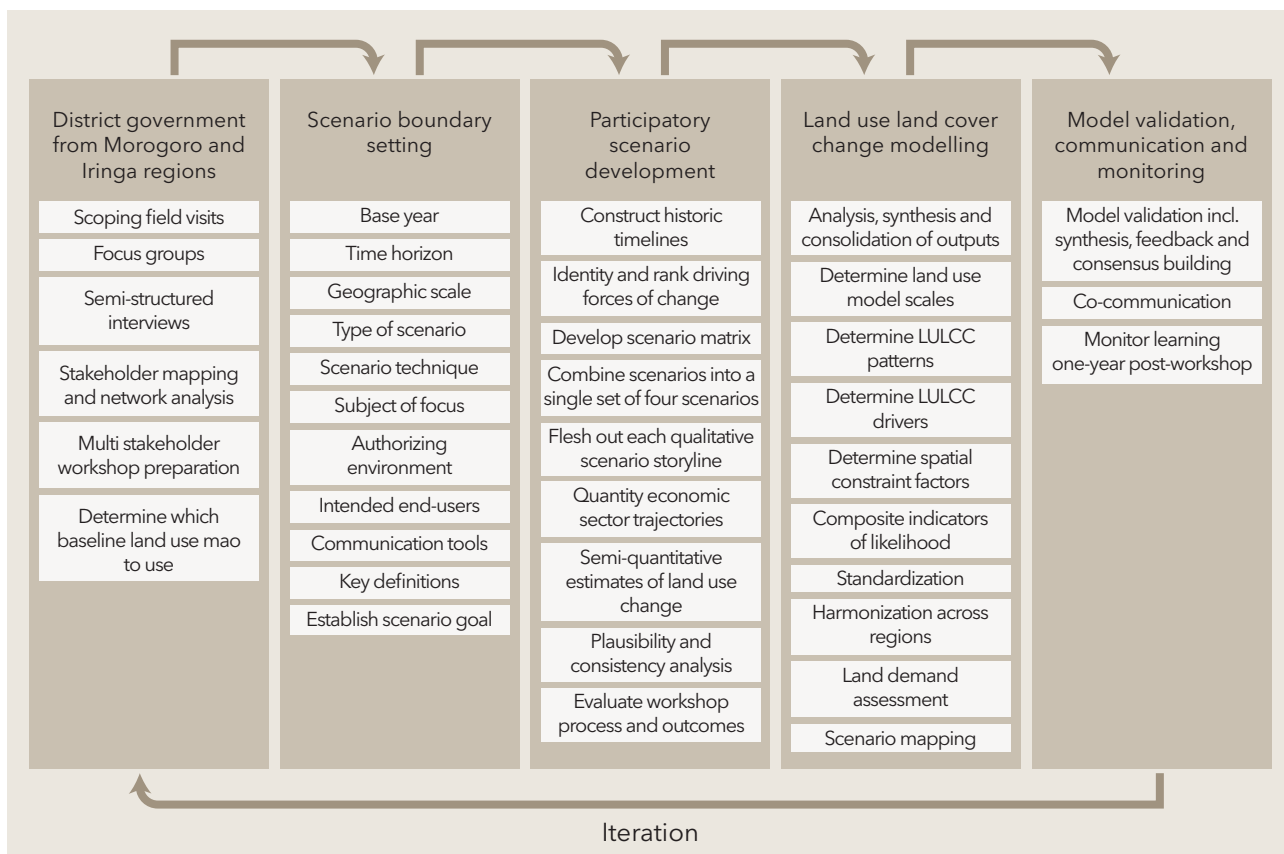 District government
from Morogoro and
Iringa regions
Scoping field visits
Focus groups
Semi-structured
interviews
Stakeholder mapping
and network analysis
Multi stakeholder
workshop preparation
Determine which
baseline land use mao
to use
Scenario boundary
setting
Base year
Time horizon
Geographic scale
Type of scenario
Scenario technique
Subject of focus
Authorizing
environment
Intended end-users
Communication tools
Key definitions
Establish scenario goal
Participatory
scenario
development
Construct historic
timelines
Identity and rank driving
forces of change
Develop scenario matrix
Combine scenarios into a
single set of four scenarios
Flesh out each qualitative
scenario storyline
Quantity economic
sector trajectories
Semi-quantitative
estimates of land use
change
Plausibility and
consistency analysis
Evaluate workshop
process and outcomes
Land use land cover
change modelling
Analysis, synthesis and
consolidation of outputs
Determine land use
model scales
Determine LULCC
patterns
Determine LULCC
drivers
Determine spatial
constraint factors
Composite indicators
of likelihood
Standardization
Harmonization across
regions
Land demand
assessment
Scenario mapping
Model validation,
communication and
monitoring
Model validation incl.
synthesis, feedback and
consensus building
Co-communication
Monitor learning
one-year post-workshop
Iteration